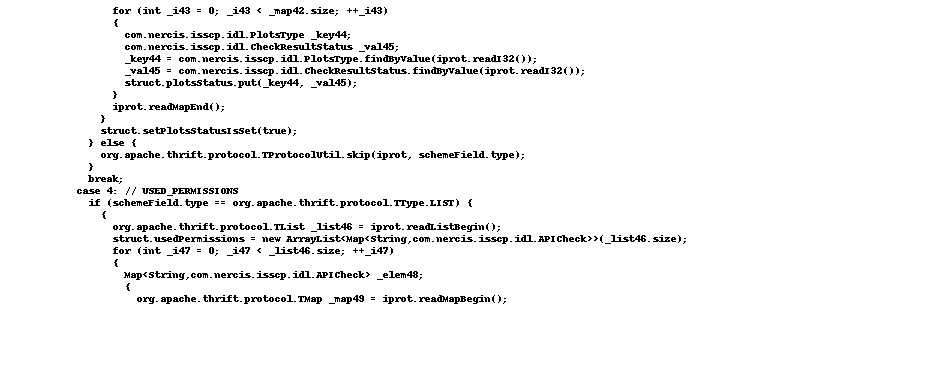 for (int _i43 = 0; _i43 < _map42.size; ++_i43)
{
com.nercis.isscp.idl.PlotsType _key44;
com.nercis.isscp.idl.CheckResultStatus _val45;
_key44 = com.nercis.isscp.idl.PlotsType.findByValue(iprot.readI32());
_val45 = com.nercis.isscp.idl.CheckResultStatus.findByValue(iprot.readI32());
struct.plotsStatus.put(_key44, _val45);
}
iprot.readMapEnd();
}
struct.setPlotsStatusIsSet(true);
} else {
org.apache.thrift.protocol.TProtocolUtil.skip(iprot, schemeField.type);
}
break;
case 4: // USED_PERMISSIONS
if (schemeField.type == org.apache.thrift.protocol.TType.LIST) {
{
org.apache.thrift.protocol.TList _list46 = iprot.readListBegin();
struct.usedPermissions = new ArrayList<Map<String,com.nercis.isscp.idl.APICheck>>(_list46.size);
for (int _i47 = 0; _i47 < _list46.size; ++_i47)
{
Map<String,com.nercis.isscp.idl.APICheck> _elem48;
{
org.apache.thrift.protocol.TMap _map49 = iprot.readMapBegin();